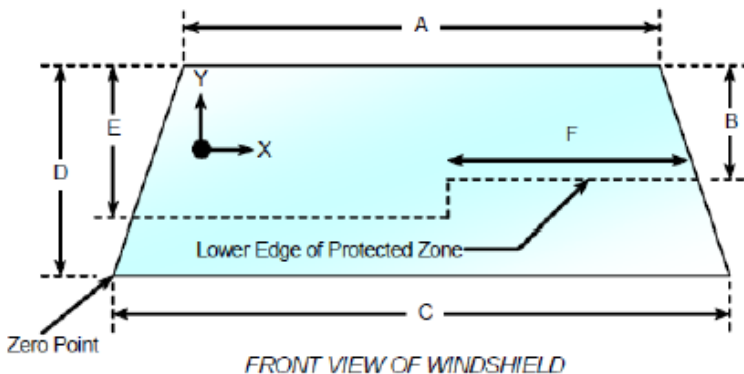 A
Y
B
E
F
X
D
Lower Edge of Protected Zone
C
Zero Point
FRONT VIEW OF WINDSHIELD